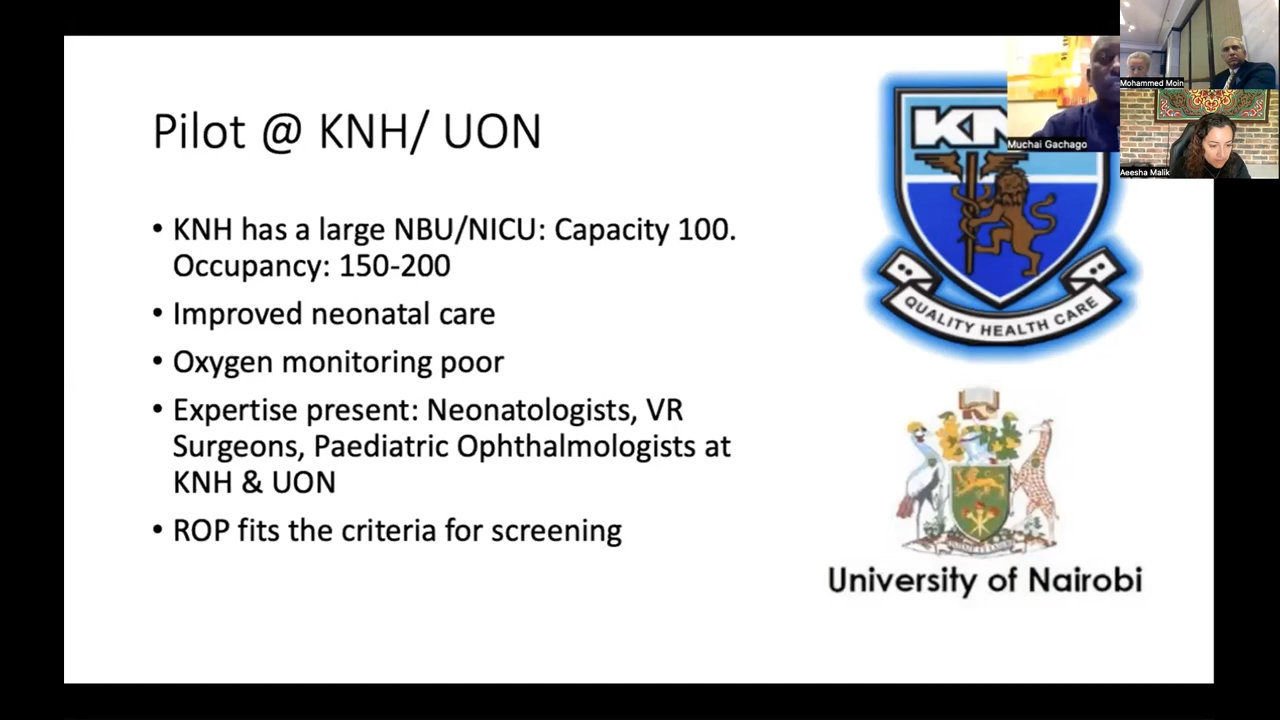 Pilot @ KNH/ UON
• KNH has a large NBU/NICU: Capacity 100.
Occupancy: 150-200
• Improved neonatal care
• Oxygen monitoring poor
• Expertise present: Neonatologists, VR
Surgeons, Paediatric Ophthalmologists at
KNH & UON
• ROP fits the criteria for screening
KN
QUALITY HEALTH CARE
University of Nairobi
Muchai Gachago
Mohammed Moin
Aeesha Malik